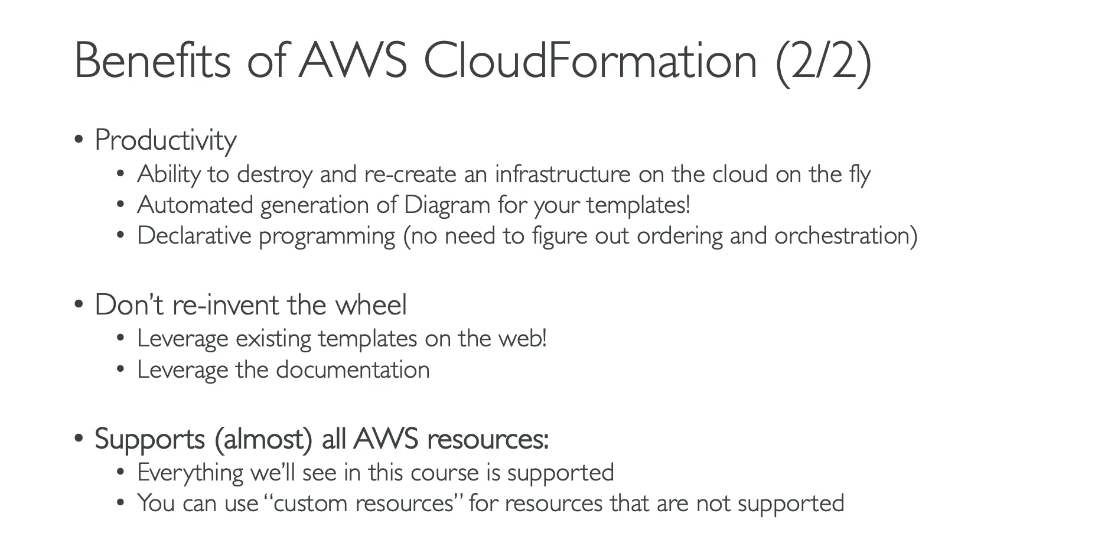 Benefits of AWS CloudFormation (2/2)
• Productivity
• Ability to destroy and re-create an infrastructure on the cloud on the fly
• Automated generation of Diagram for your templates!
• Declarative programming (no need to figure out ordering and orchestration)
• Don’t re-invent the wheel
• Leverage existing templates on the web!
• Leverage the documentation
• Supports (almost) all AWS resources:
• Everything we’ll see in this course is supported
• You can use “custom resources” for resources that are not supported